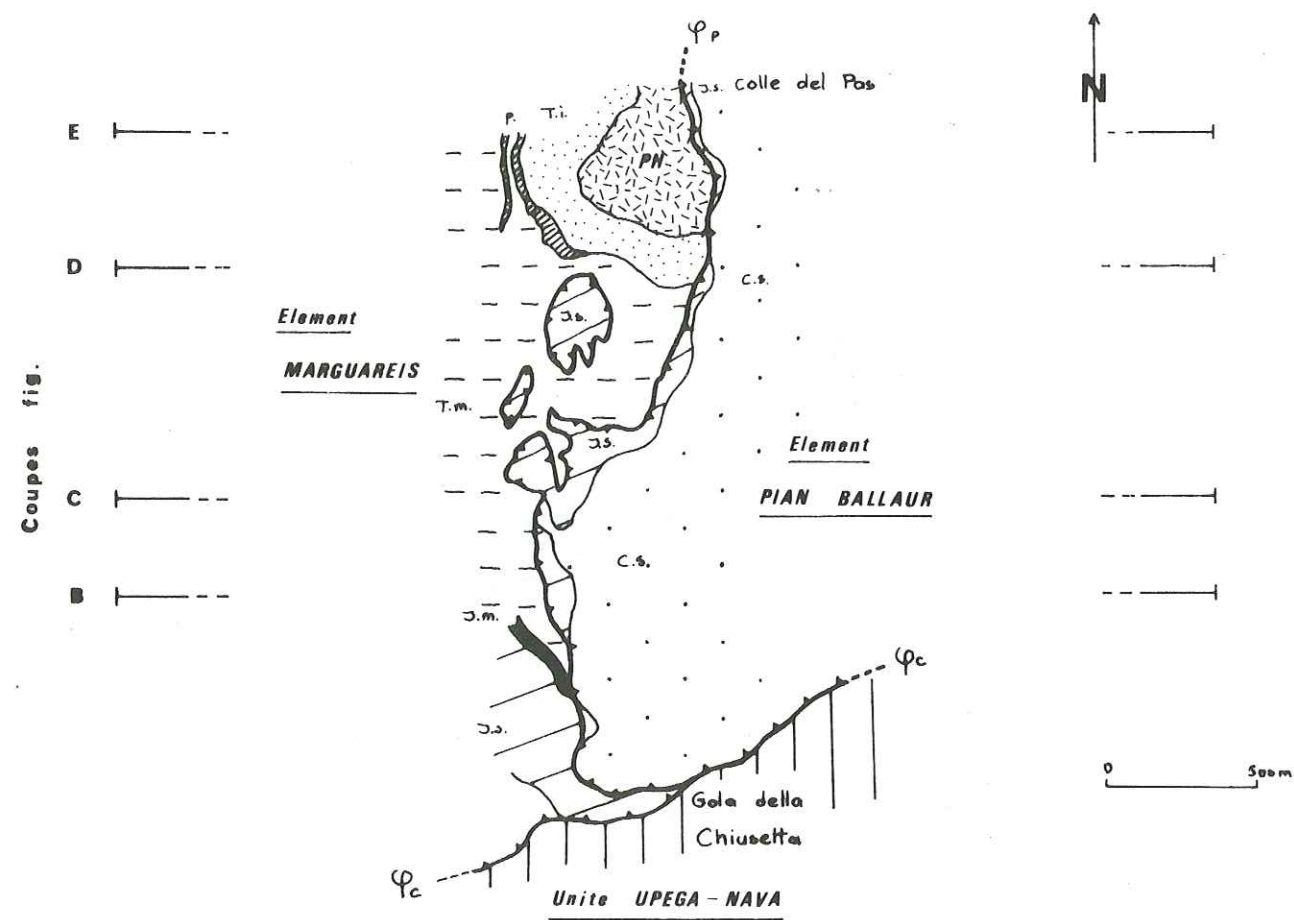 φp
N
J.s. Colle del Pas
P. T.i.
E
PN
D
C.s.
Element
MARGUAREIS
J.s.
Coupes fig.
T.m.
J.s.
Element
PIAN BALLAUR
C
C.s.
B
J.m.
φc
J.s.
0 500m
Gola della
Chiusetta
φc
Unite UPEGA - NAVA